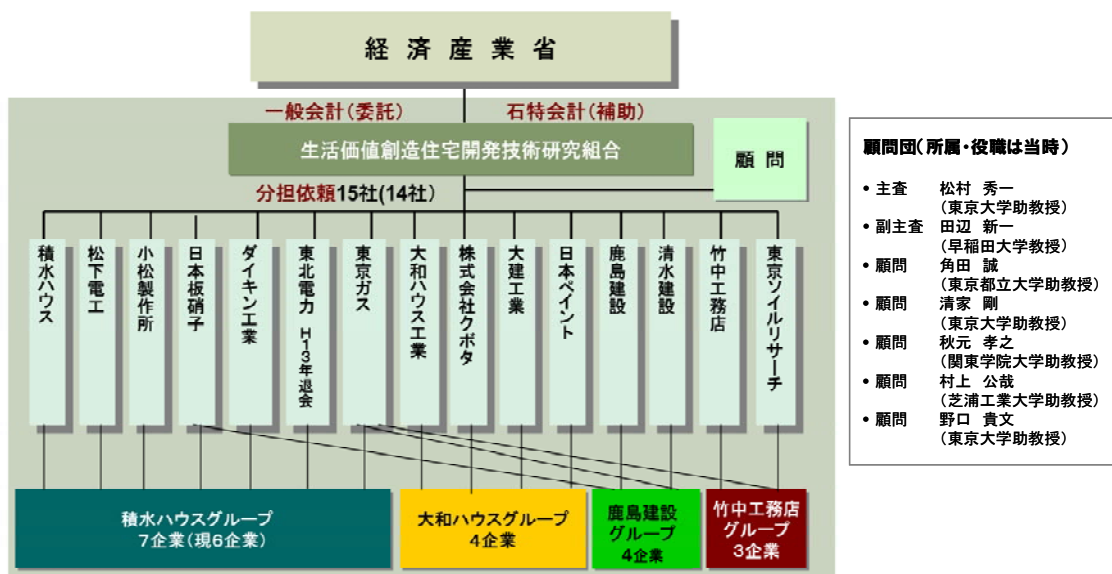 経済産業省
一般会計(委託)
石特会計(補助)
生活価値創造住宅開発技術研究組合
顧問
分担依頼15社(14社)
積水ハウス
松下電工
小松製作所
日本板硝子
ダイキン工業
東北電力 H13年退会
東京ガス
大和ハウス工業
株式会社クボタ
大建工業
日本ペイント
鹿島建設
清水建設
竹中工務店
東京ソイルリサーチ
積水ハウスグループ
7企業(現6企業)
大和ハウスグループ
4企業
鹿島建設
グループ
4企業
竹中工務店
グループ
3企業
顧問団(所属・役職は当時)
• 主査 松村 秀一
(東京大学助教授)
• 副主査 田辺 新一
(早稲田大学教授)
• 顧問 角田 誠
(東京都立大学助教授)
• 顧問 清家 剛
(東京大学助教授)
• 顧問 秋元 孝之
(関東学院大学助教授)
• 顧問 村上 公哉
(芝浦工業大学助教授)
• 顧問 野口 貴文
(東京大学助教授)